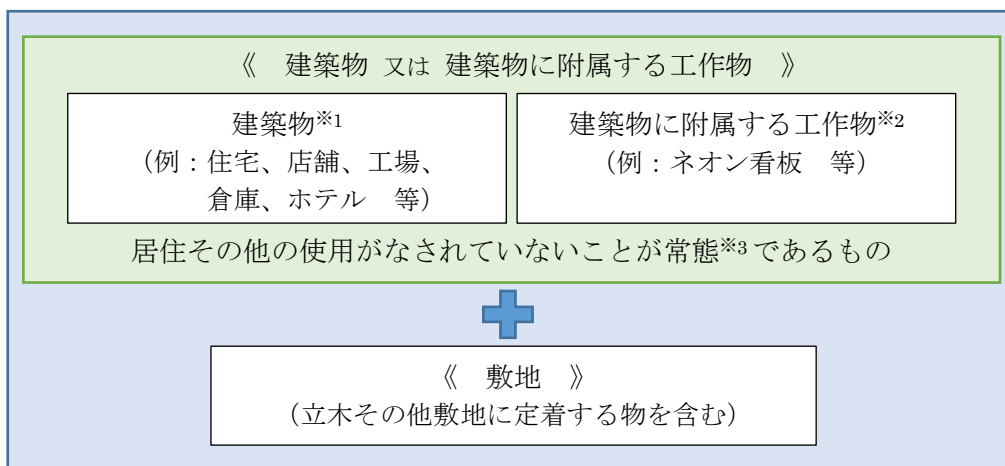 《　建築物 又は 建築物に附属する工作物　》
建築物※1
（例：住宅、店舗、工場、
倉庫、ホテル　等）
建築物に附属する工作物※2
（例：ネオン看板　等）
居住その他の使用がなされていないことが常態※3であるもの
《　敷地　》
（立木その他敷地に定着する物を含む）